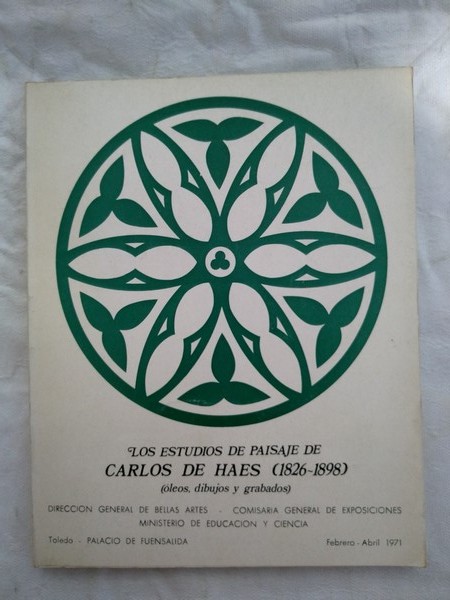 LOS ESTUDIOS DE PAISAJE DE
CARLOS DE HAES (1826-1898)
(óleos, dibujos y grabados)
DIRECCION GENERAL DE BELLAS ARTES - COMISARIA GENERAL DE EXPOSICIONES
MINISTERIO DE EDUCACION Y CIENCIA
Toledo - PALACIO DE FUENSALIDA Febrero - Abril 1971